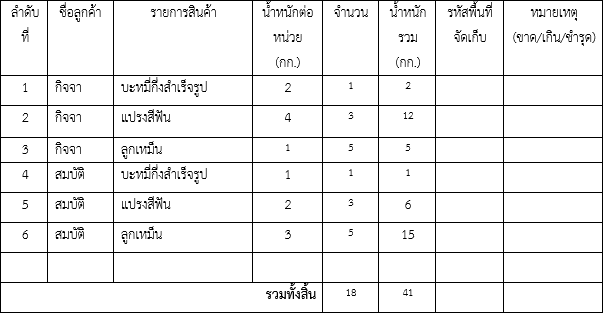 ลำดับที่ ชื่อลูกค้า รายการสินค้า น้ำหนักต่อหน่วย (กก.) จำนวน น้ำหนักรวม (กก.) รหัสพื้นที่จัดเก็บ หมายเหตุ (ขาด/เกิน/ชำรุด)
1 กิจจา บะหมี่กึ่งสำเร็จรูป 2 1 2
2 กิจจา แปรงสีฟัน 4 3 12
3 กิจจา ลูกเหม็น 1 5 5
4 สมบัติ บะหมี่กึ่งสำเร็จรูป 1 1 1
5 สมบัติ แปรงสีฟัน 2 3 6
6 สมบัติ ลูกเหม็น 3 5 15
รวมทั้งสิ้น 18 41